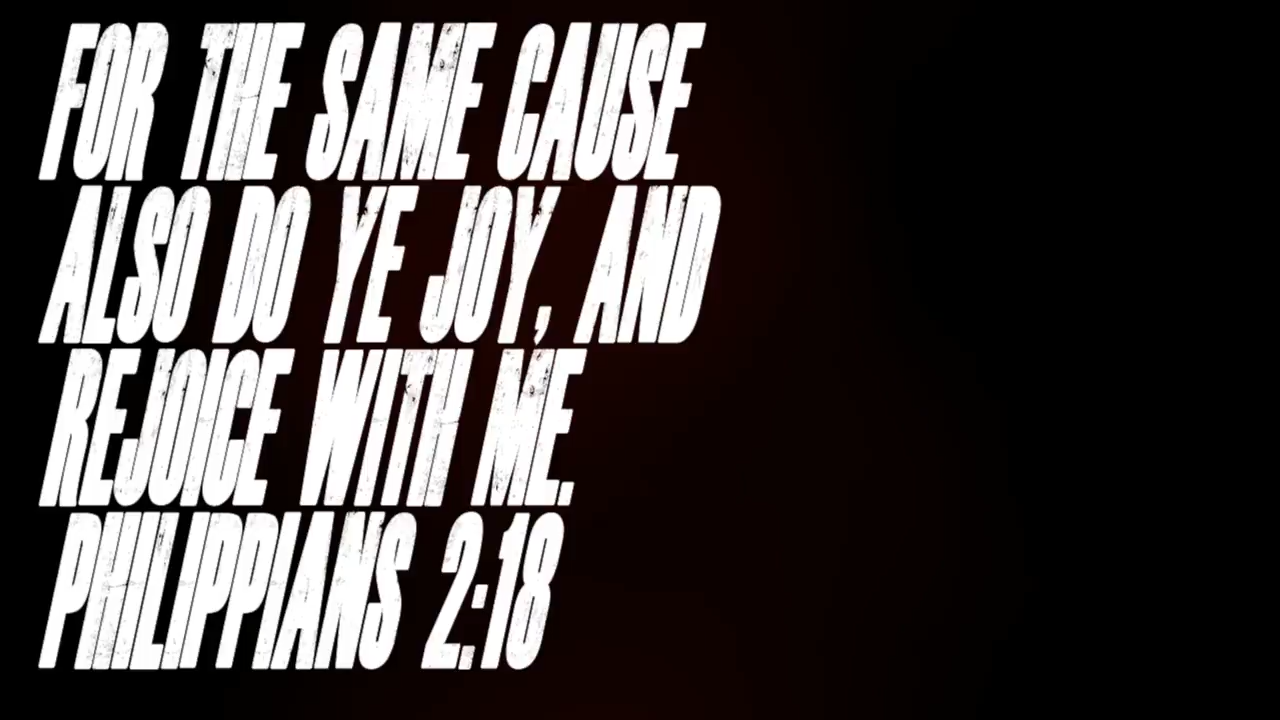 FOR THE SAME CAUSE
ALSO DO YE JOY, AND
REJOICE WITH ME.
PHILIPPIANS 2:18